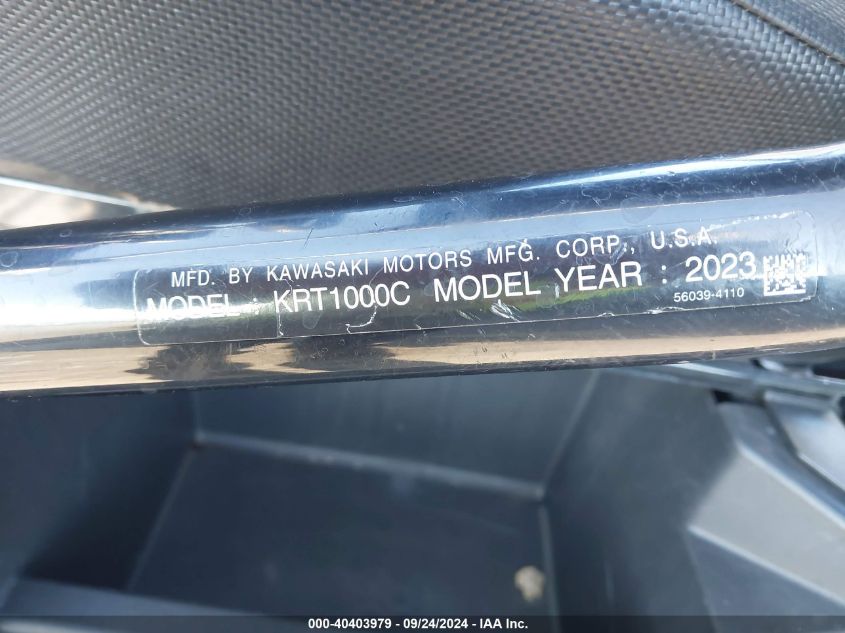 MFD. BY KAWASAKI MOTORS MFG. CORP., U.S.A.
MODEL : KRT1000C MODEL YEAR : 2023
56039-4110
000-40403979 - 09/24/2024 - IAA Inc.